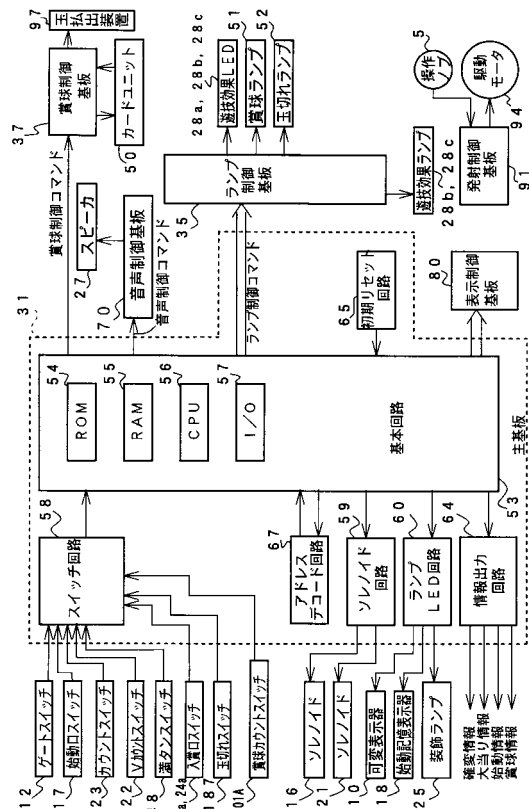 12
ゲートスイッチ
17
始動口スイッチ
23
カウントスイッチ
22
Vカウントスイッチ
満タンスイッチ
a, 24a
入賞口スイッチ
187
玉切れスイッチ
01A
賞球カウントスイッチ
16
ソレノイド
21
ソレノイド
10
可変表示器
18
始動記憶表示器
25
装飾ランプ
確変情報
大当り情報
始動情報
賞球情報
31
58
スイッチ回路
67
アドレス
デコード回路
59
ソレノイド
回路
60
ランプ
LED回路
64
情報出力
回路
54
ROM
55
RAM
56
CPU
57
I/O
基本回路
53
主基板
65
初期リセット
回路
賞球制御コマンド
37
賞球制御
基板
97
玉払出装置
50
カードユニット
27
スピーカ
70
音声制御基板
音声制御コマンド
ランプ制御コマンド
35
ランプ
制御基板
28a, 28b, 28c
遊技効果LED
51
賞球ランプ
52
玉切れランプ
遊技効果ランプ
28b, 28c
80
表示制御
基板
5
操作
ノブ
駆動
モータ
94
発射制御
基板
91